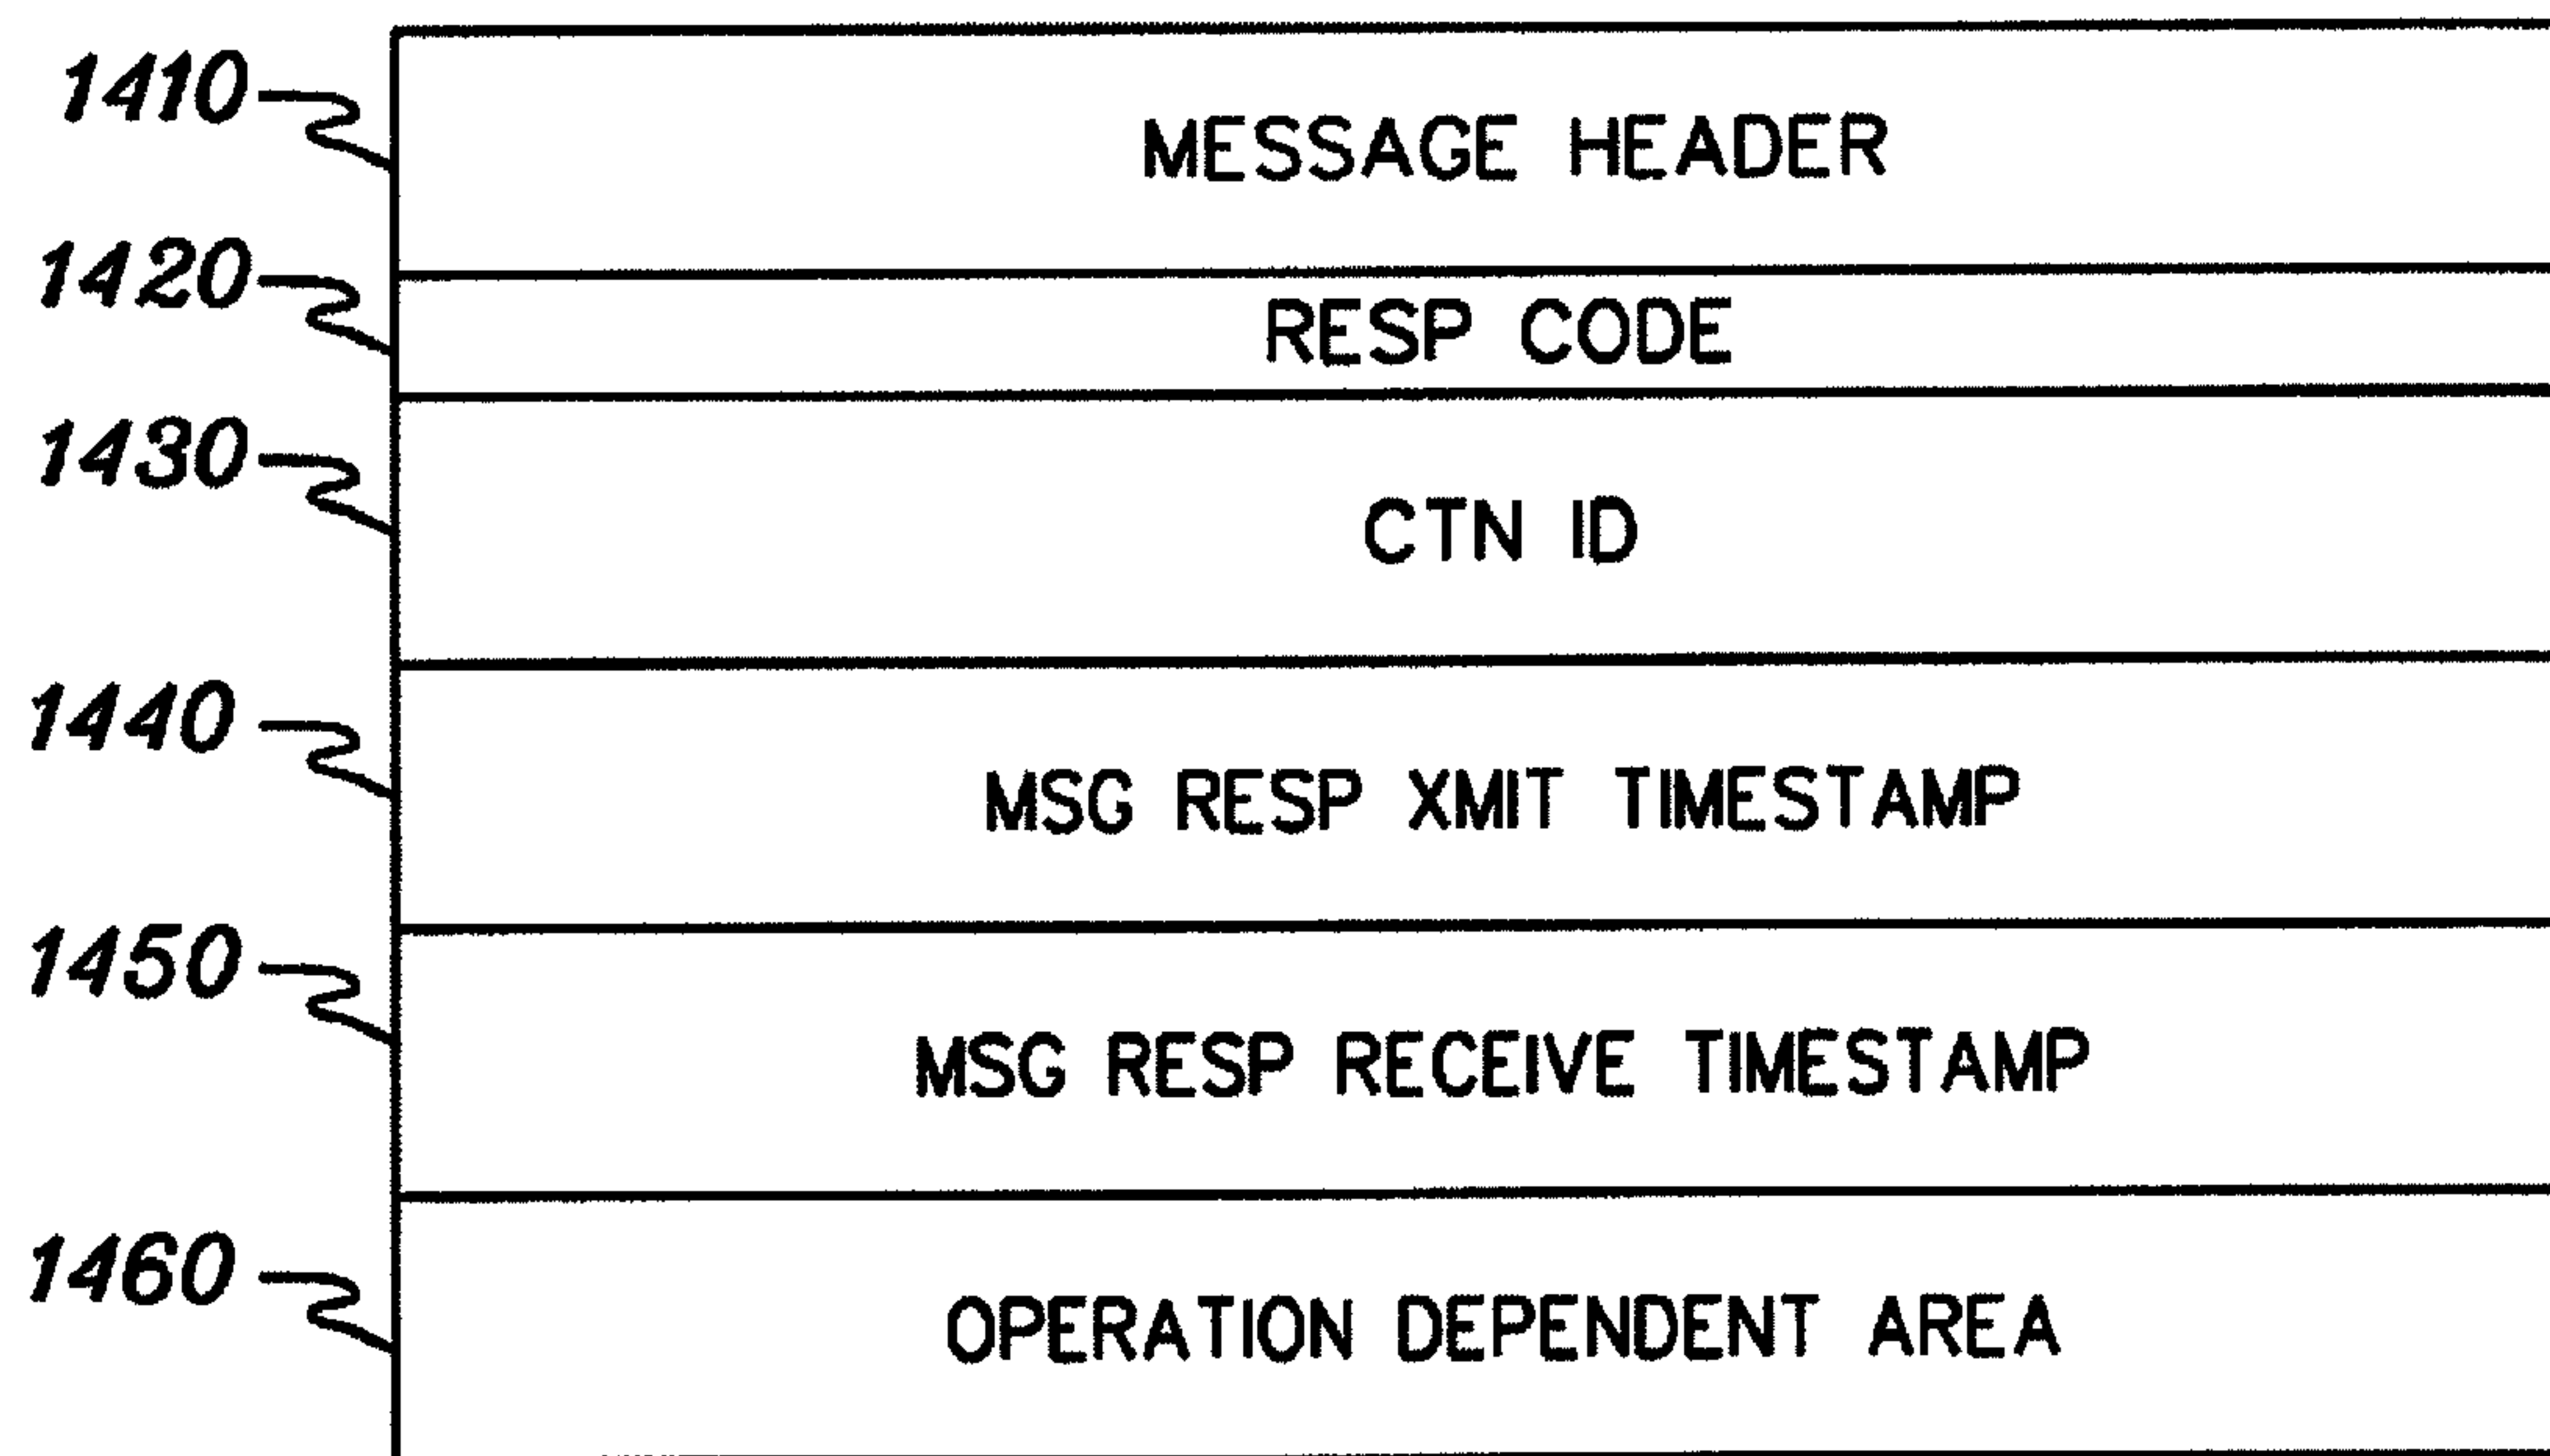 1410 MESSAGE HEADER
1420 RESP CODE
1430 CTN ID
1440 MSG RESP XMIT TIMESTAMP
1450 MSG RESP RECEIVE TIMESTAMP
1460 OPERATION DEPENDENT AREA